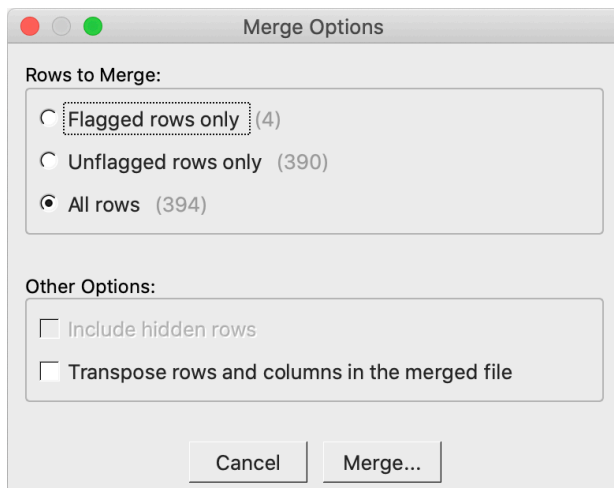 Merge Options
Rows to Merge:
Flagged rows only (4)
Unflagged rows only (390)
All rows (394)
Other Options:
Include hidden rows
Transpose rows and columns in the merged file
Cancel Merge...